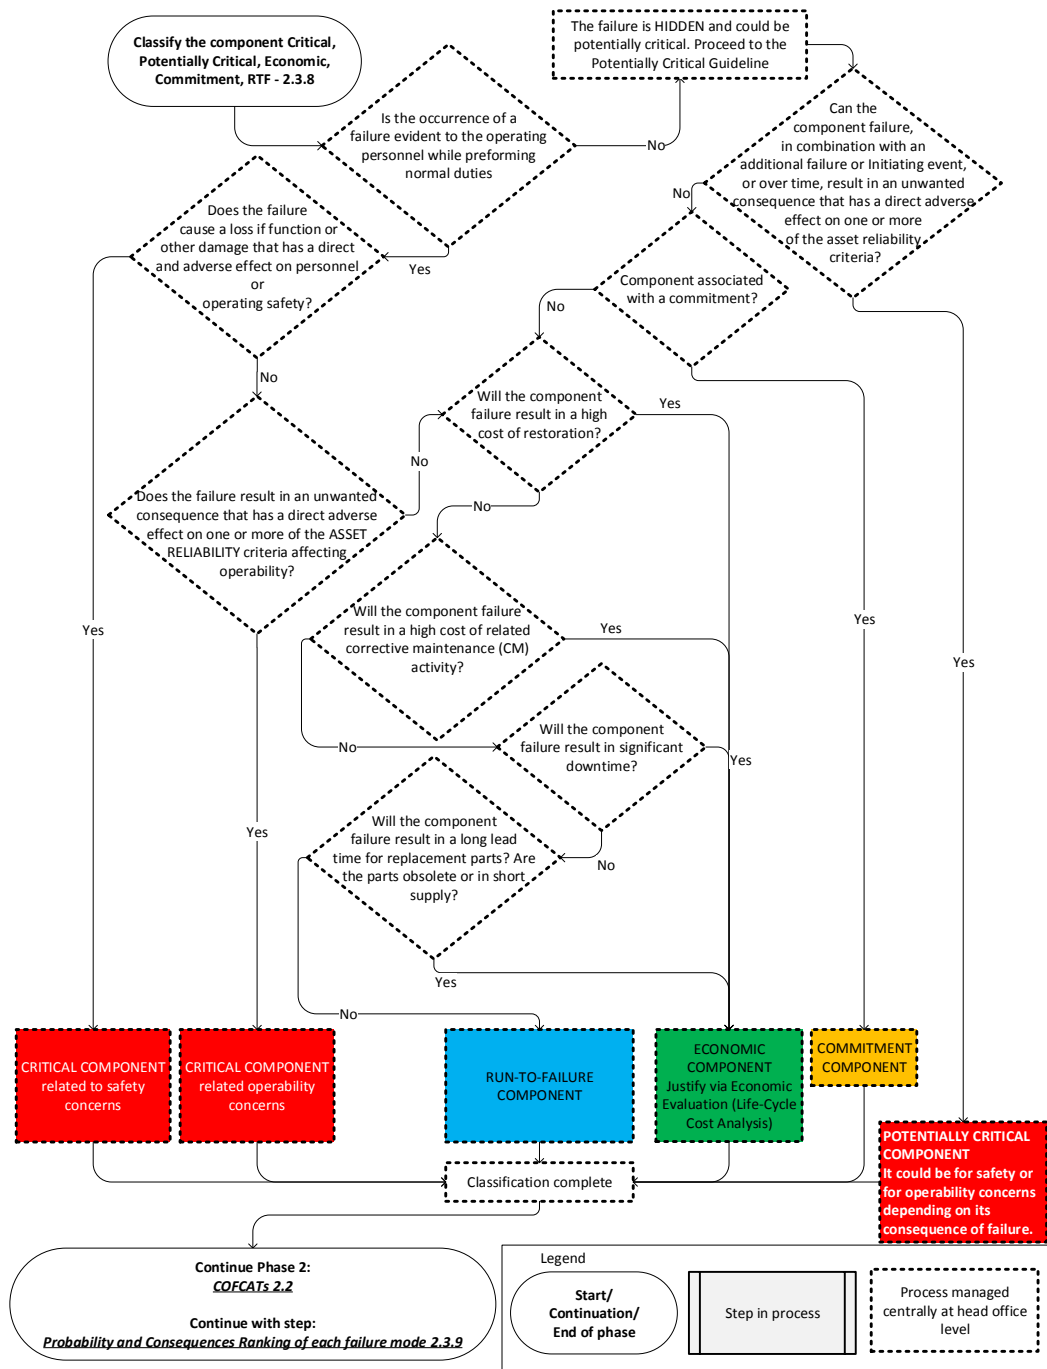 Classify the component Critical,
Potentially Critical, Economic,
Commitment, RTF - 2.3.8
The failure is HIDDEN and could be
potentially critical. Proceed to the
Potentially Critical Guideline
Is the occurrence of a
failure evident to the operating
personnel while preforming
normal duties
No
Can the
component failure,
in combination with an
additional failure or Initiating event,
or over time, result in an unwanted
consequence that has a direct adverse
effect on one or more
of the asset reliability
criteria?
No
Does the failure
cause a loss if function or
other damage that has a direct
and adverse effect on personnel
or
operating safety?
Yes
Component associated
with a commitment?
No
No
Will the component
failure result in a high
cost of restoration?
Yes
No
Does the failure result in an unwanted
consequence that has a direct adverse
effect on one or more of the ASSET
RELIABILITY criteria affecting
operability?
No
Will the component failure
result in a high cost of related
corrective maintenance (CM)
activity?
Yes
Yes
Yes
Yes
No
Will the component
failure result in significant
downtime?
Yes
Will the component
failure result in a long lead
time for replacement parts? Are
the parts obsolete or in short
supply?
Yes
No
Yes
No
CRITICAL COMPONENT
related to safety
concerns
CRITICAL COMPONENT
related operability
concerns
RUN-TO-FAILURE
COMPONENT
ECONOMIC
COMPONENT
Justify via Economic
Evaluation (Life-Cycle
Cost Analysis)
COMMITMENT
COMPONENT
POTENTIALLY CRITICAL
COMPONENT
It could be for safety or
for operability concerns
depending on its
consequence of failure.
Classification complete
Continue Phase 2:
COFCATs 2.2
Continue with step:
Probability and Consequences Ranking of each failure mode 2.3.9
Legend
Start/
Continuation/
End of phase
Step in process
Process managed
centrally at head office
level